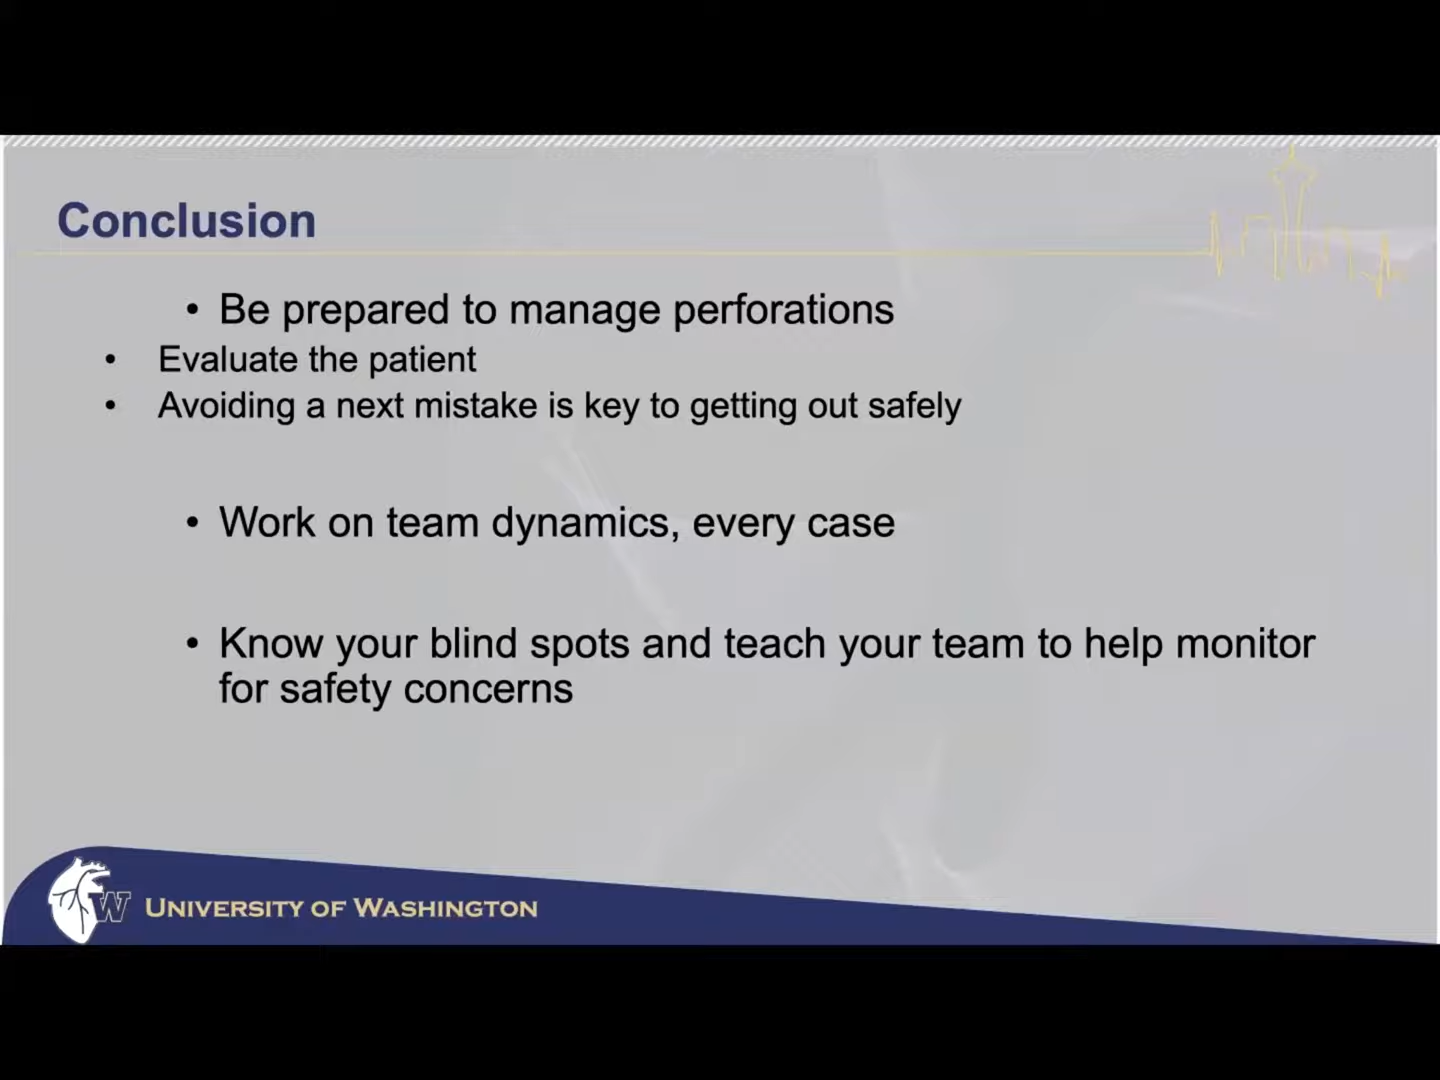 Conclusion
• Be prepared to manage perforations
• Evaluate the patient
• Avoiding a next mistake is key to getting out safely
• Work on team dynamics, every case
• Know your blind spots and teach your team to help monitor
for safety concerns
W
UNIVERSITY OF WASHINGTON